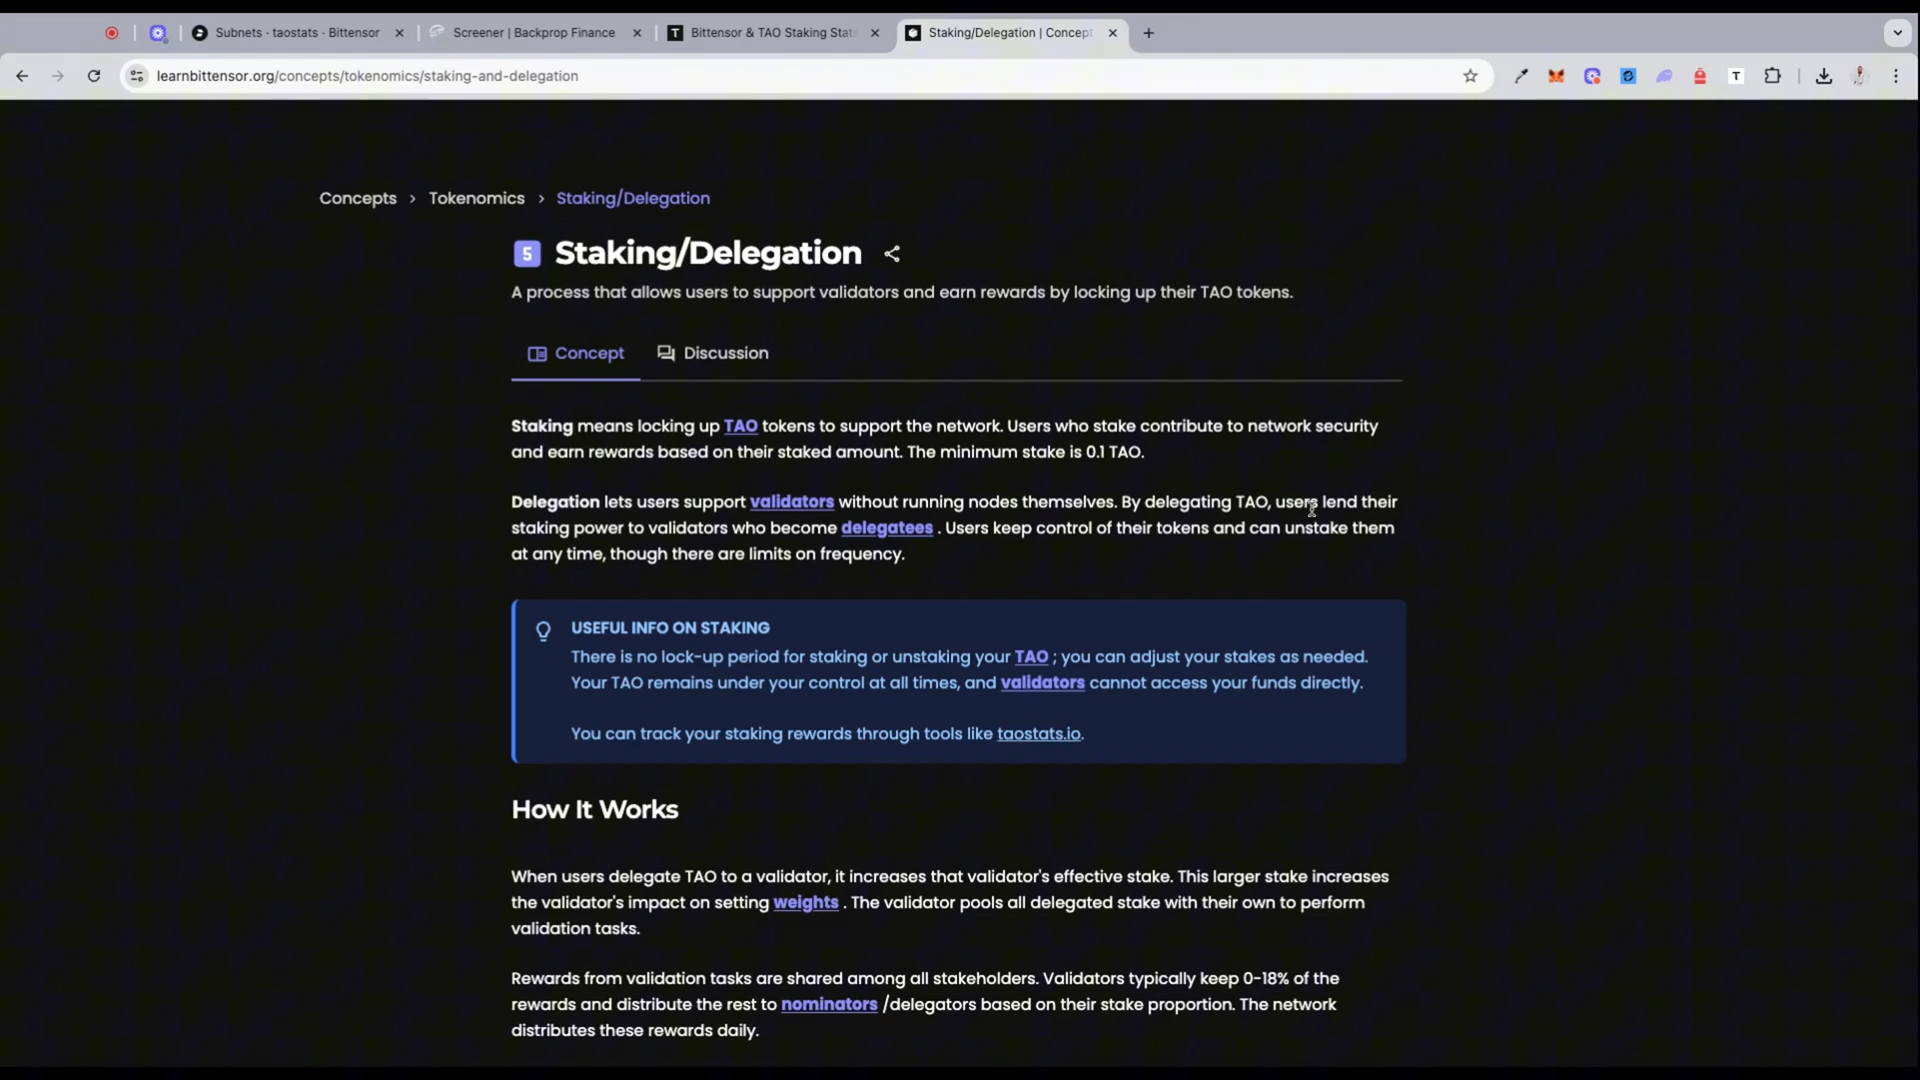 Subnets · taostats · Bittensor
Screener | Backprop Finance
T
Bittensor & TAO Staking Stats
Staking/Delegation | Concept
learnbittensor.org/concepts/tokenomics/staking-and-delegation
T
Concepts > Tokenomics > Staking/Delegation
5 Staking/Delegation
A process that allows users to support validators and earn rewards by locking up their TAO tokens.
Concept
Discussion
Staking means locking up TAO tokens to support the network. Users who stake contribute to network security
and earn rewards based on their staked amount. The minimum stake is 0.1 TAO.
Delegation lets users support validators without running nodes themselves. By delegating TAO, users lend their
staking power to validators who become delegatees . Users keep control of their tokens and can unstake them
at any time, though there are limits on frequency.
USEFUL INFO ON STAKING
There is no lock-up period for staking or unstaking your TAO ; you can adjust your stakes as needed.
Your TAO remains under your control at all times, and validators cannot access your funds directly.
You can track your staking rewards through tools like taostats.io.
How It Works
When users delegate TAO to a validator, it increases that validator's effective stake. This larger stake increases
the validator's impact on setting weights . The validator pools all delegated stake with their own to perform
validation tasks.
Rewards from validation tasks are shared among all stakeholders. Validators typically keep 0-18% of the
rewards and distribute the rest to nominators /delegators based on their stake proportion. The network
distributes these rewards daily.